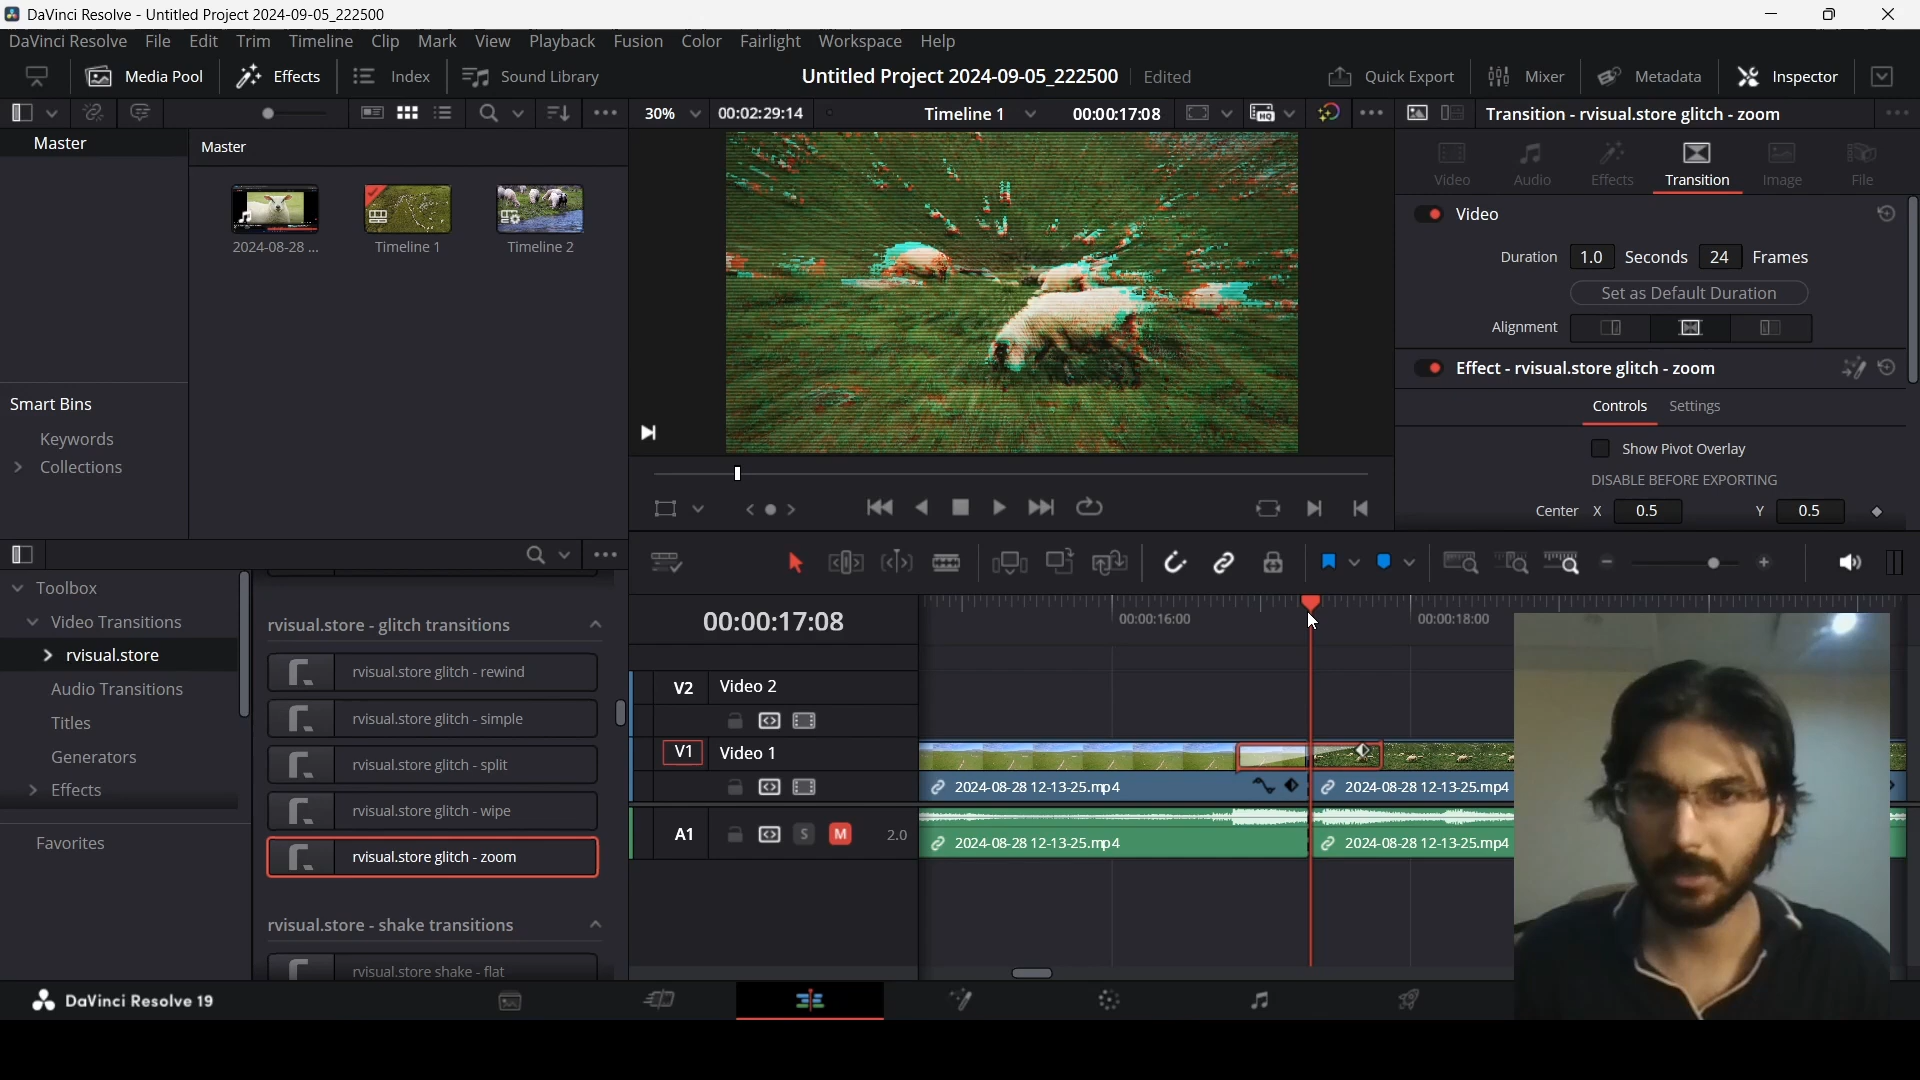 DaVinci Resolve - Untitled Project 2024-09-05_222500
DaVinci Resolve File Edit Trim Timeline Clip Mark View Playback Fusion Color Fairlight Workspace Help
Media Pool Effects Index Sound Library Untitled Project 2024-09-05_222500 Edited Quick Export Mixer Metadata Inspector
30% 00:02:29:14 Timeline 1 00:00:17:08 Transition - rvisual.store glitch - zoom
Master
Master
2024-08-28 ... Timeline 1 Timeline 2
Smart Bins
Keywords
Collections
Video Audio Effects Transition Image File
Video
Duration 1.0 Seconds 24 Frames
Set as Default Duration
Alignment
Effect - rvisual.store glitch - zoom
Controls Settings
Show Pivot Overlay
DISABLE BEFORE EXPORTING
Center X 0.5 Y 0.5
Toolbox
Video Transitions
rvisual.store
Audio Transitions
Titles
Generators
Effects
Favorites
rvisual.store - glitch transitions
rvisual.store glitch - rewind
rvisual.store glitch - simple
rvisual.store glitch - split
rvisual.store glitch - wipe
rvisual.store glitch - zoom
rvisual.store - shake transitions
rvisual.store shake - flat
00:00:17:08
00:00:16:00 00:00:18:00
V2 Video 2
V1 Video 1
2024-08-28 12-13-25.mp4 2024-08-28 12-13-25.mp4
A1 S M 2.0
2024-08-28 12-13-25.mp4 2024-08-28 12-13-25.mp4
DaVinci Resolve 19